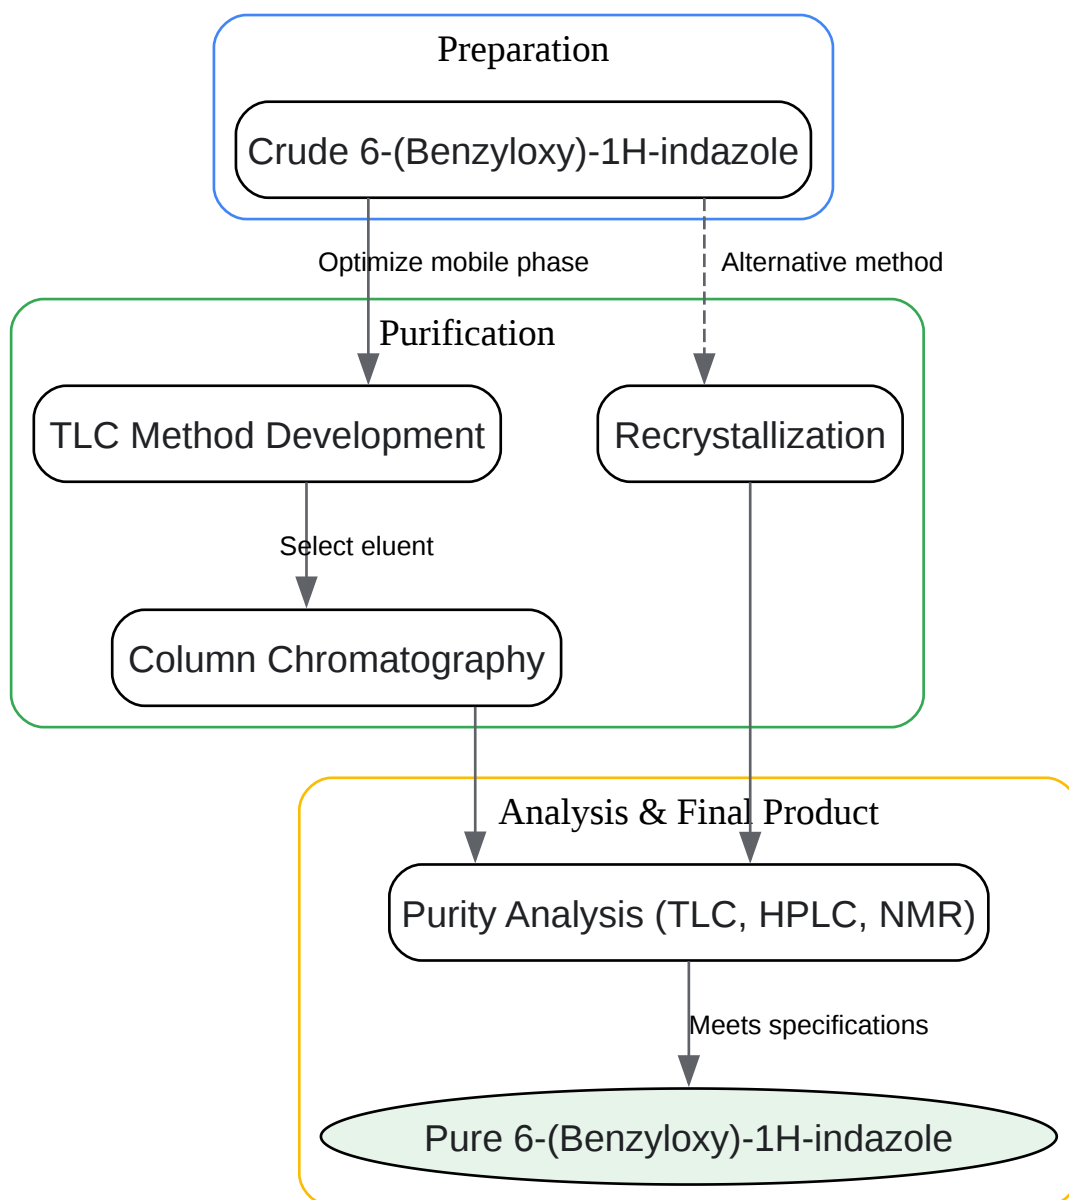 Preparation
Crude 6-(Benzyloxy)-1H-indazole
Optimize mobile phase
Alternative method
Purification
TLC Method Development
Recrystallization
Select eluent
Column Chromatography
Analysis & Final Product
Purity Analysis (TLC, HPLC, NMR)
Meets specifications
Pure 6-(Benzyloxy)-1H-indazole